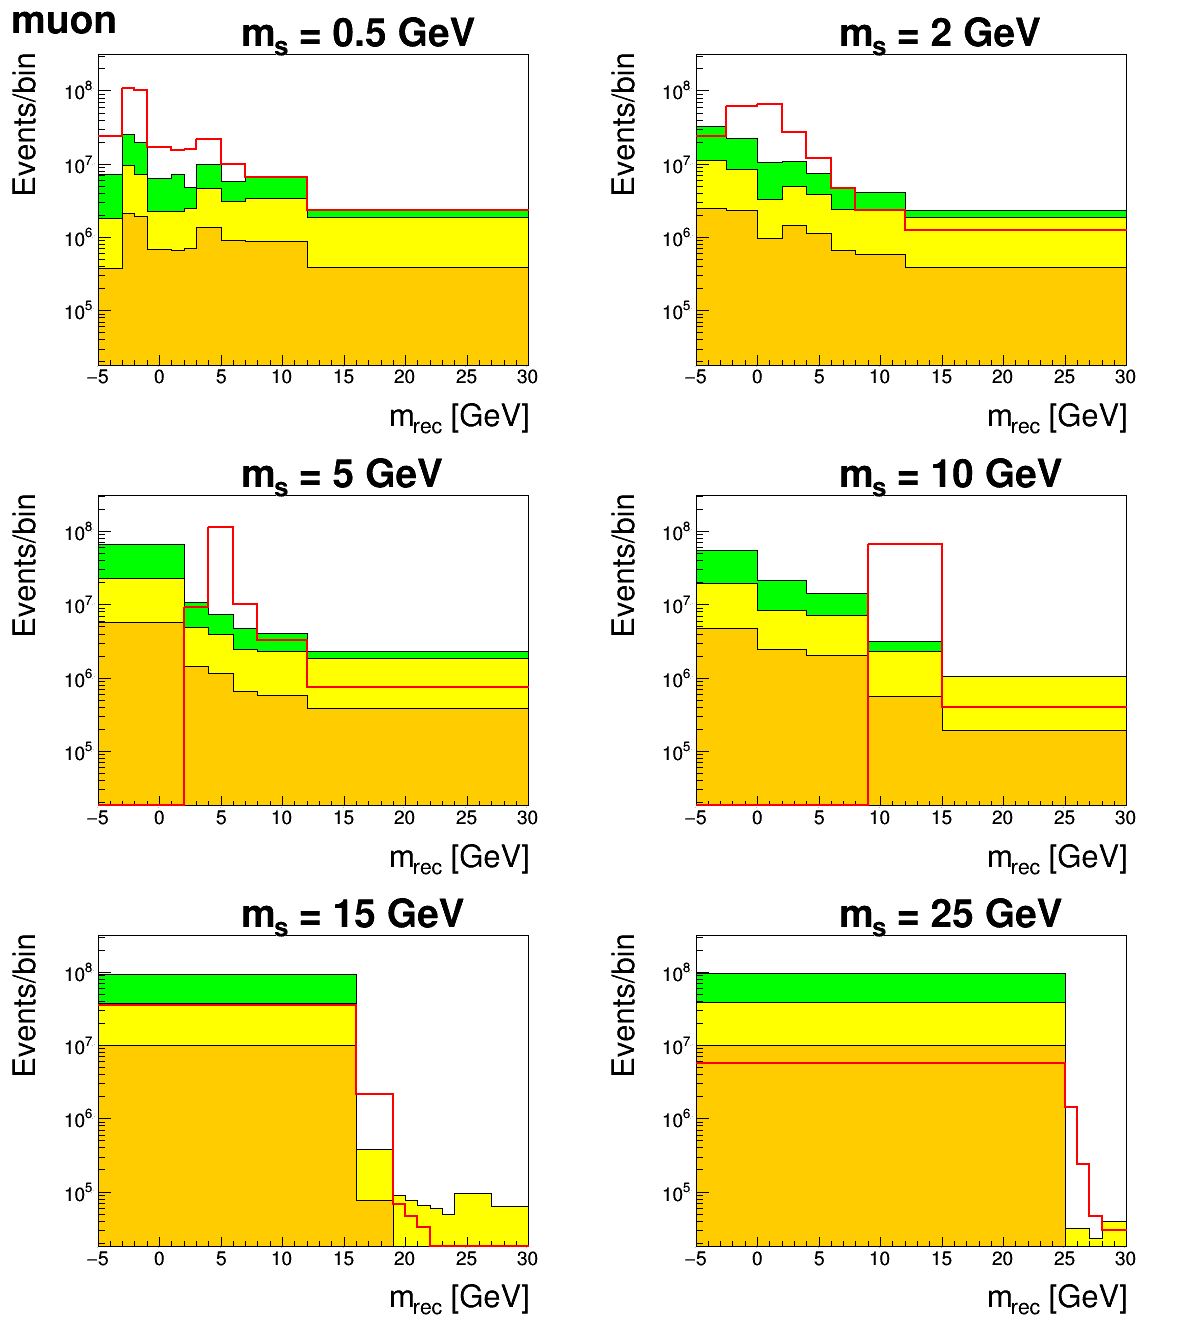 muon
m_s = 0.5 GeV
Events/bin
10^8
10^7
10^6
10^5
−5 0 5 10 15 20 25 30
m_rec [GeV]
m_s = 2 GeV
Events/bin
10^8
10^7
10^6
10^5
−5 0 5 10 15 20 25 30
m_rec [GeV]
m_s = 5 GeV
Events/bin
10^8
10^7
10^6
10^5
−5 0 5 10 15 20 25 30
m_rec [GeV]
m_s = 10 GeV
Events/bin
10^8
10^7
10^6
10^5
−5 0 5 10 15 20 25 30
m_rec [GeV]
m_s = 15 GeV
Events/bin
10^8
10^7
10^6
10^5
−5 0 5 10 15 20 25 30
m_rec [GeV]
m_s = 25 GeV
Events/bin
10^8
10^7
10^6
10^5
−5 0 5 10 15 20 25 30
m_rec [GeV]